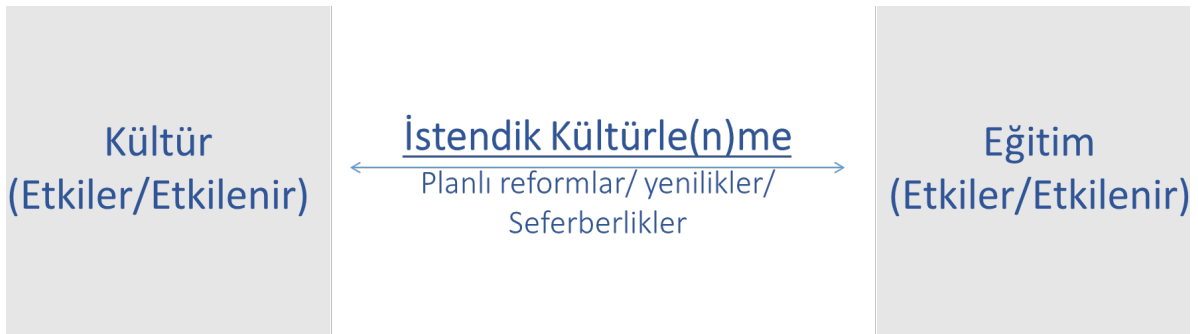 Kültür
(Etkiler/Etkilenir)
İstendik Kültürle(n)me
Planlı reformlar/ yenilikler/
Seferberlikler
Eğitim
(Etkiler/Etkilenir)